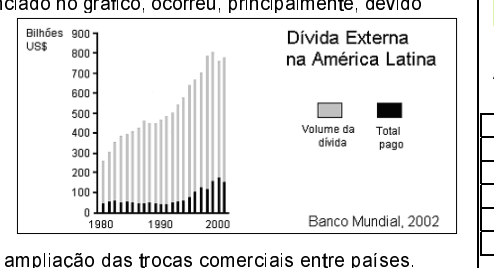 nciado no gráfico, ocorreu, principalmente, devido
Bilhões
US$
900
800
700
600
500
400
300
200
100
0
1980
1990
2000
Dívida Externa
na América Latina
Volume da
dívida
Total
pago
Banco Mundial, 2002
ampliação das trocas comerciais entre países.